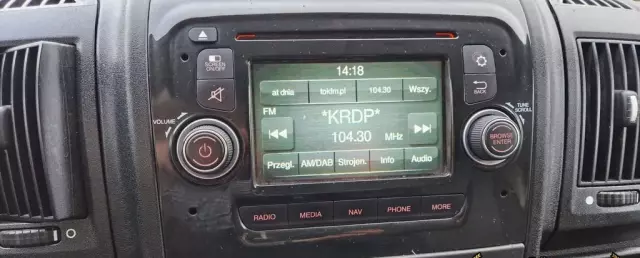 SCREEN
ON/OFF
14:18
at dnia
tokfm.pl
104.30
Wszy.
BACK
FM
*KRDP*
104.30 MHz
VOLUME
TUNE
SCROLL
BROWSE
ENTER
Przegl.
AM/DAB
Strojen.
Info
Audio
RADIO
MEDIA
NAV
PHONE
MORE